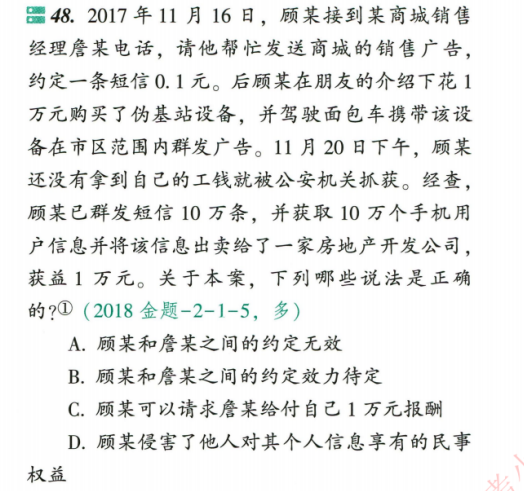 48. 2017 年 11 月 16 日，顾某接到某商城销售
经理詹某电话，请他帮忙发送商城的销售广告，
约定一条短信 0.1 元。后顾某在朋友的介绍下花 1
万元购买了伪基站设备，并驾驶面包车携带该设
备在市区范围内群发广告。11 月 20 日下午，顾某
还没有拿到自己的工钱就被公安机关抓获。经查，
顾某已群发短信 10 万条，并获取 10 万个手机用
户信息并将该信息出卖给了一家房地产开发公司，
获益 1 万元。关于本案，下列哪些说法是正确
的?①（2018 金题-2-1-5，多）
A. 顾某和詹某之间的约定无效
B. 顾某和詹某之间的约定效力待定
C. 顾某可以请求詹某给付自己 1 万元报酬
D. 顾某侵害了他人对其个人信息享有的民事
权益